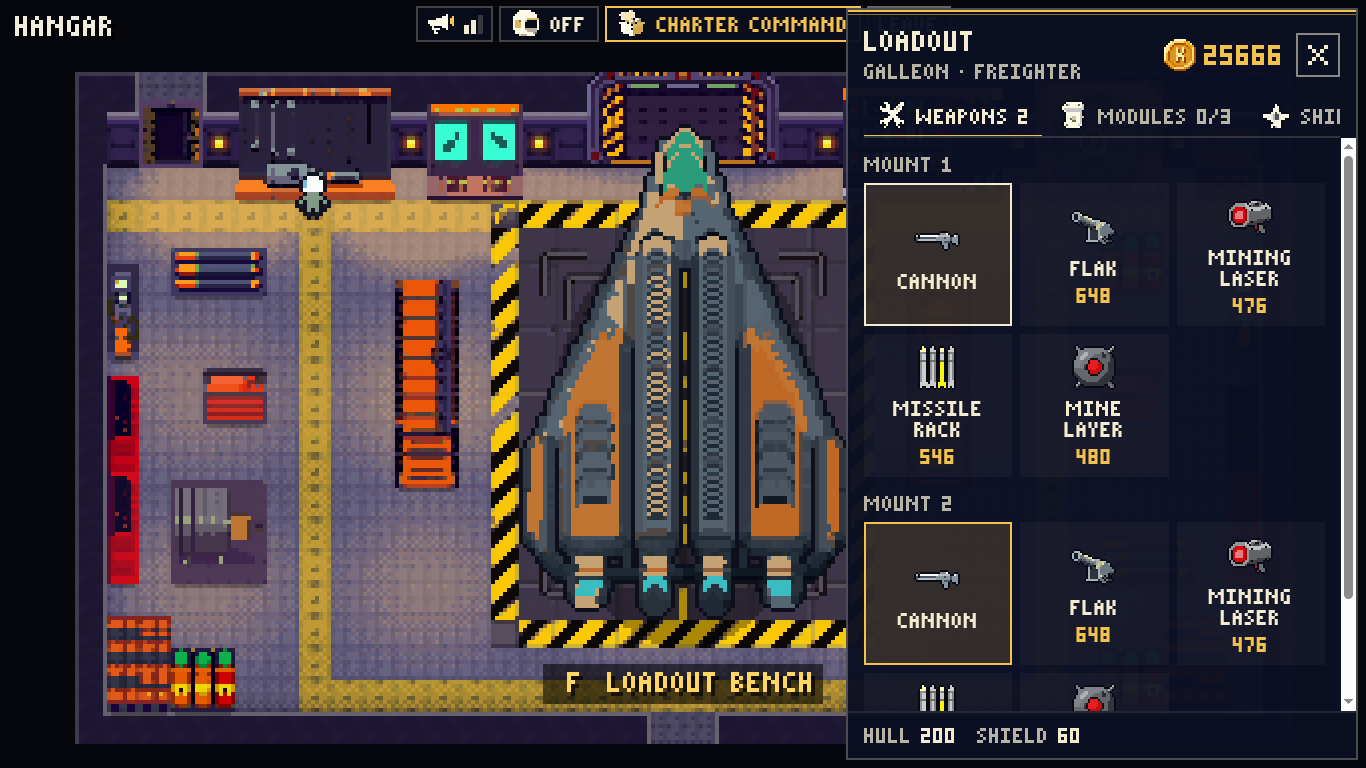 HANGAR
OFF
CHARTER COMMAND
LOADOUT
GALLEON · FREIGHTER
25666
WEAPONS 2
MODULES 0/3
SHI
MOUNT 1
CANNON
FLAK
648
MINING
LASER
476
MISSILE
RACK
546
MINE
LAYER
480
MOUNT 2
CANNON
FLAK
648
MINING
LASER
476
F LOADOUT BENCH
HULL 200 SHIELD 60